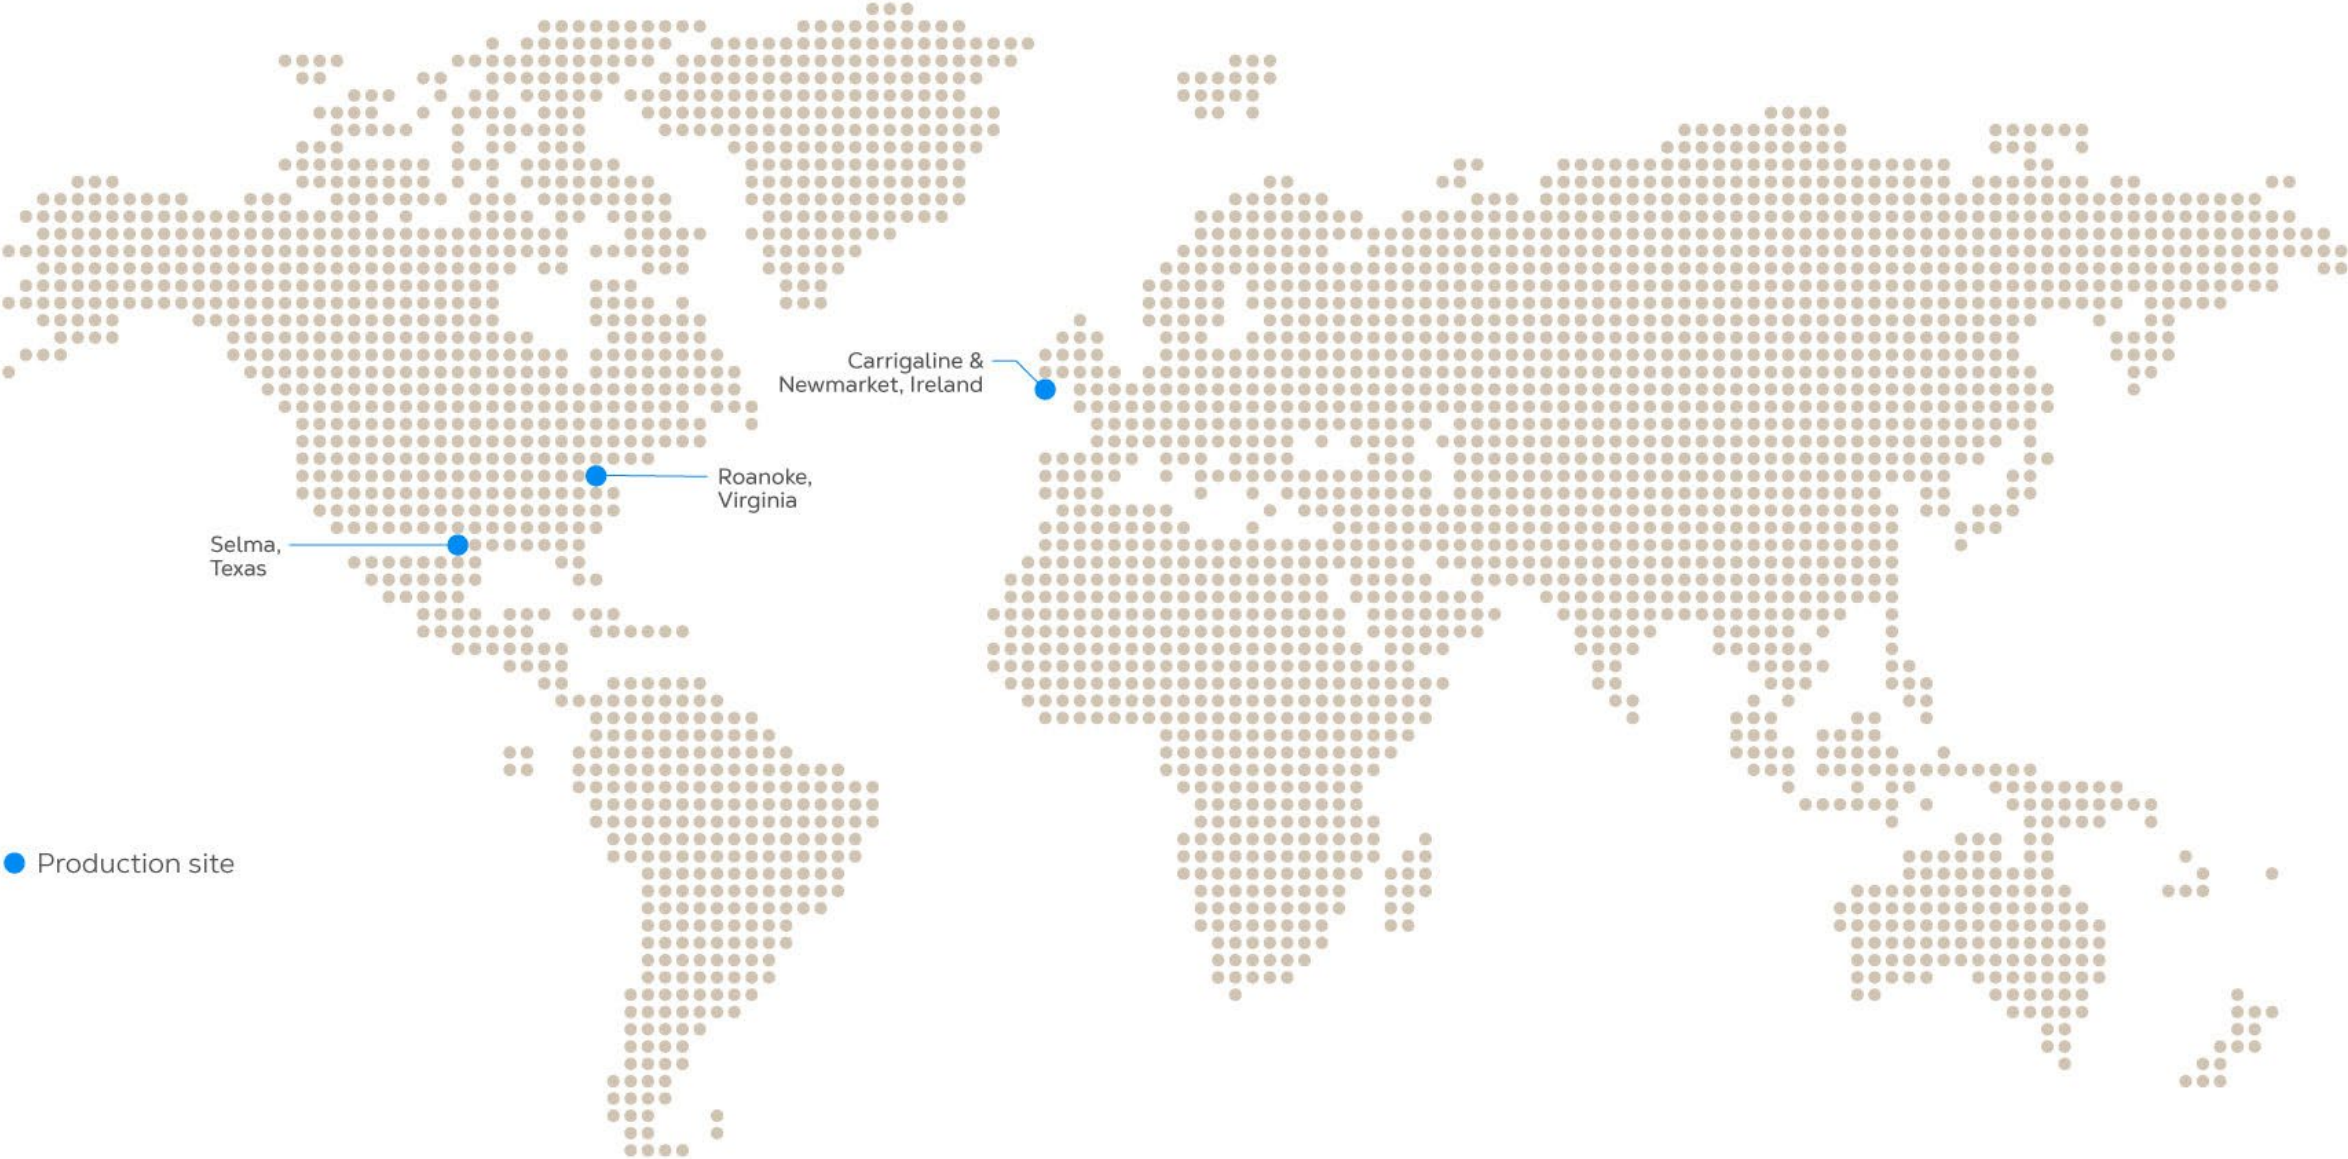 Carrigaline &
Newmarket, Ireland
Roanoke,
Virginia
Selma,
Texas
Production site